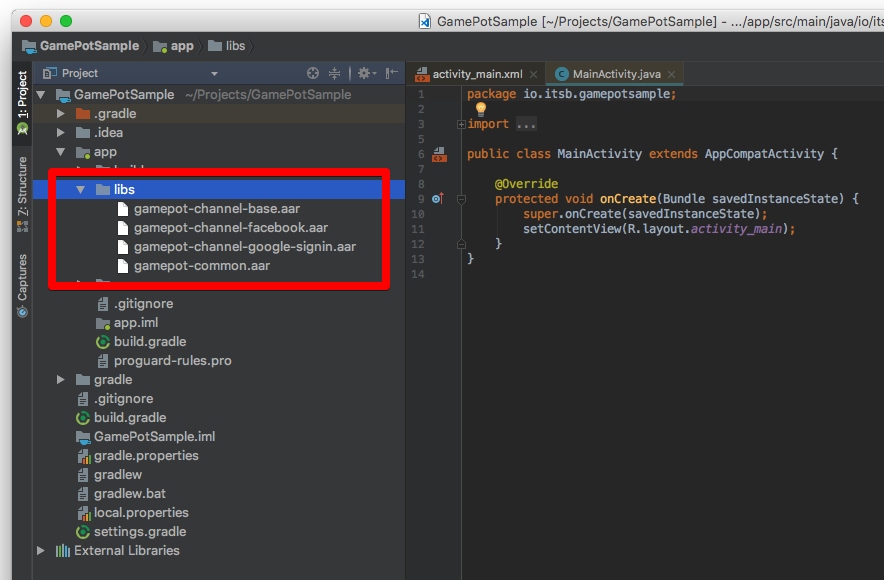 GamePotSample [~/Projects/GamePotSample] - .../app/src/main/java/io/its
GamePotSample app libs
Project
activity_main.xml
MainActivity.java
1: Project
Z: Structure
Captures
GamePotSample ~/Projects/GamePotSample
.gradle
.idea
app
libs
gamepot-channel-base.aar
gamepot-channel-facebook.aar
gamepot-channel-google-signin.aar
gamepot-common.aar
.gitignore
app.iml
build.gradle
proguard-rules.pro
gradle
.gitignore
build.gradle
GamePotSample.iml
gradle.properties
gradlew
gradlew.bat
local.properties
settings.gradle
External Libraries
1 package io.itsb.gamepotsample;
2
3 import ...
5
6 public class MainActivity extends AppCompatActivity {
7
8 @Override
9 protected void onCreate(Bundle savedInstanceState) {
10 super.onCreate(savedInstanceState);
11 setContentView(R.layout.activity_main);
12 }
13 }
14